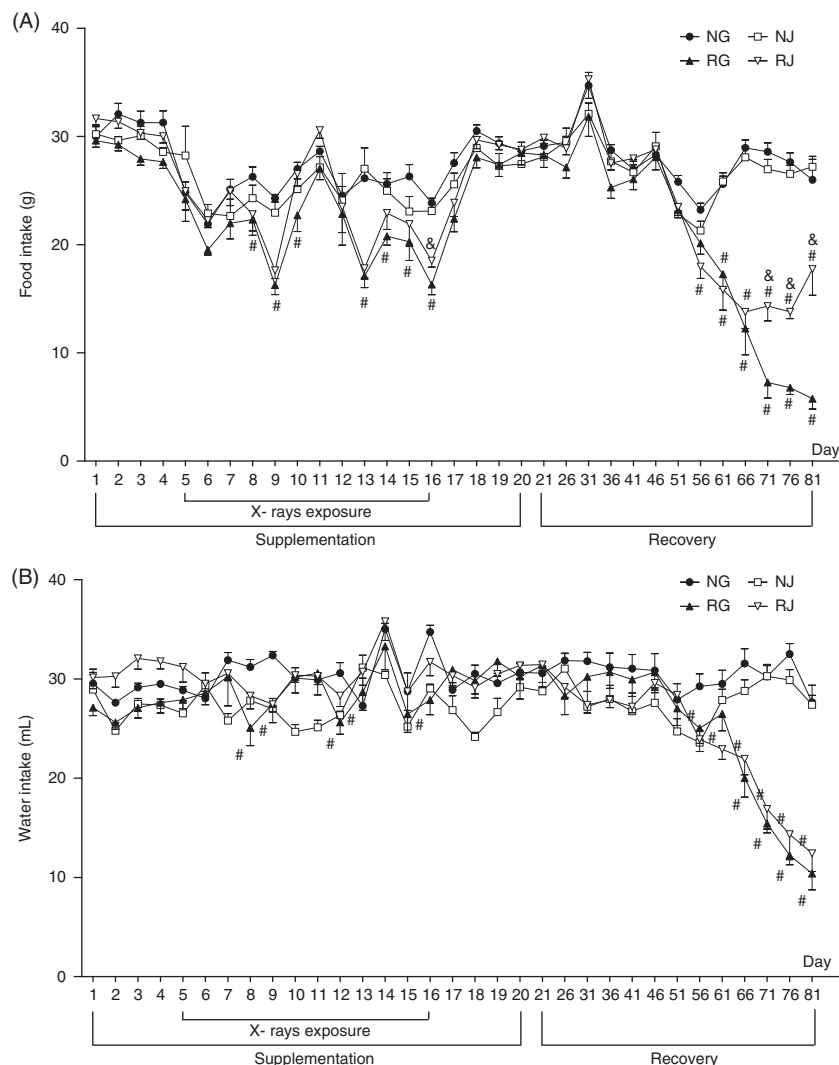 (A)
40
30
20
10
0
Food intake (g)
NG NJ
RG RJ
&
& & &
# # # # # # #
# # # # # # #
# # #
Day
1 2 3 4 5 6 7 8 9 10 11 12 13 14 15 16 17 18 19 20 21 26 31 36 41 46 51 56 61 66 71 76 81
X- rays exposure
Supplementation Recovery
(B)
40
30
20
10
0
Water intake (mL)
NG NJ
RG RJ
# # # # #
# # # # # #
# # # #
Day
1 2 3 4 5 6 7 8 9 10 11 12 13 14 15 16 17 18 19 20 21 26 31 36 41 46 51 56 61 66 71 76 81
X- rays exposure
Supplementation Recovery